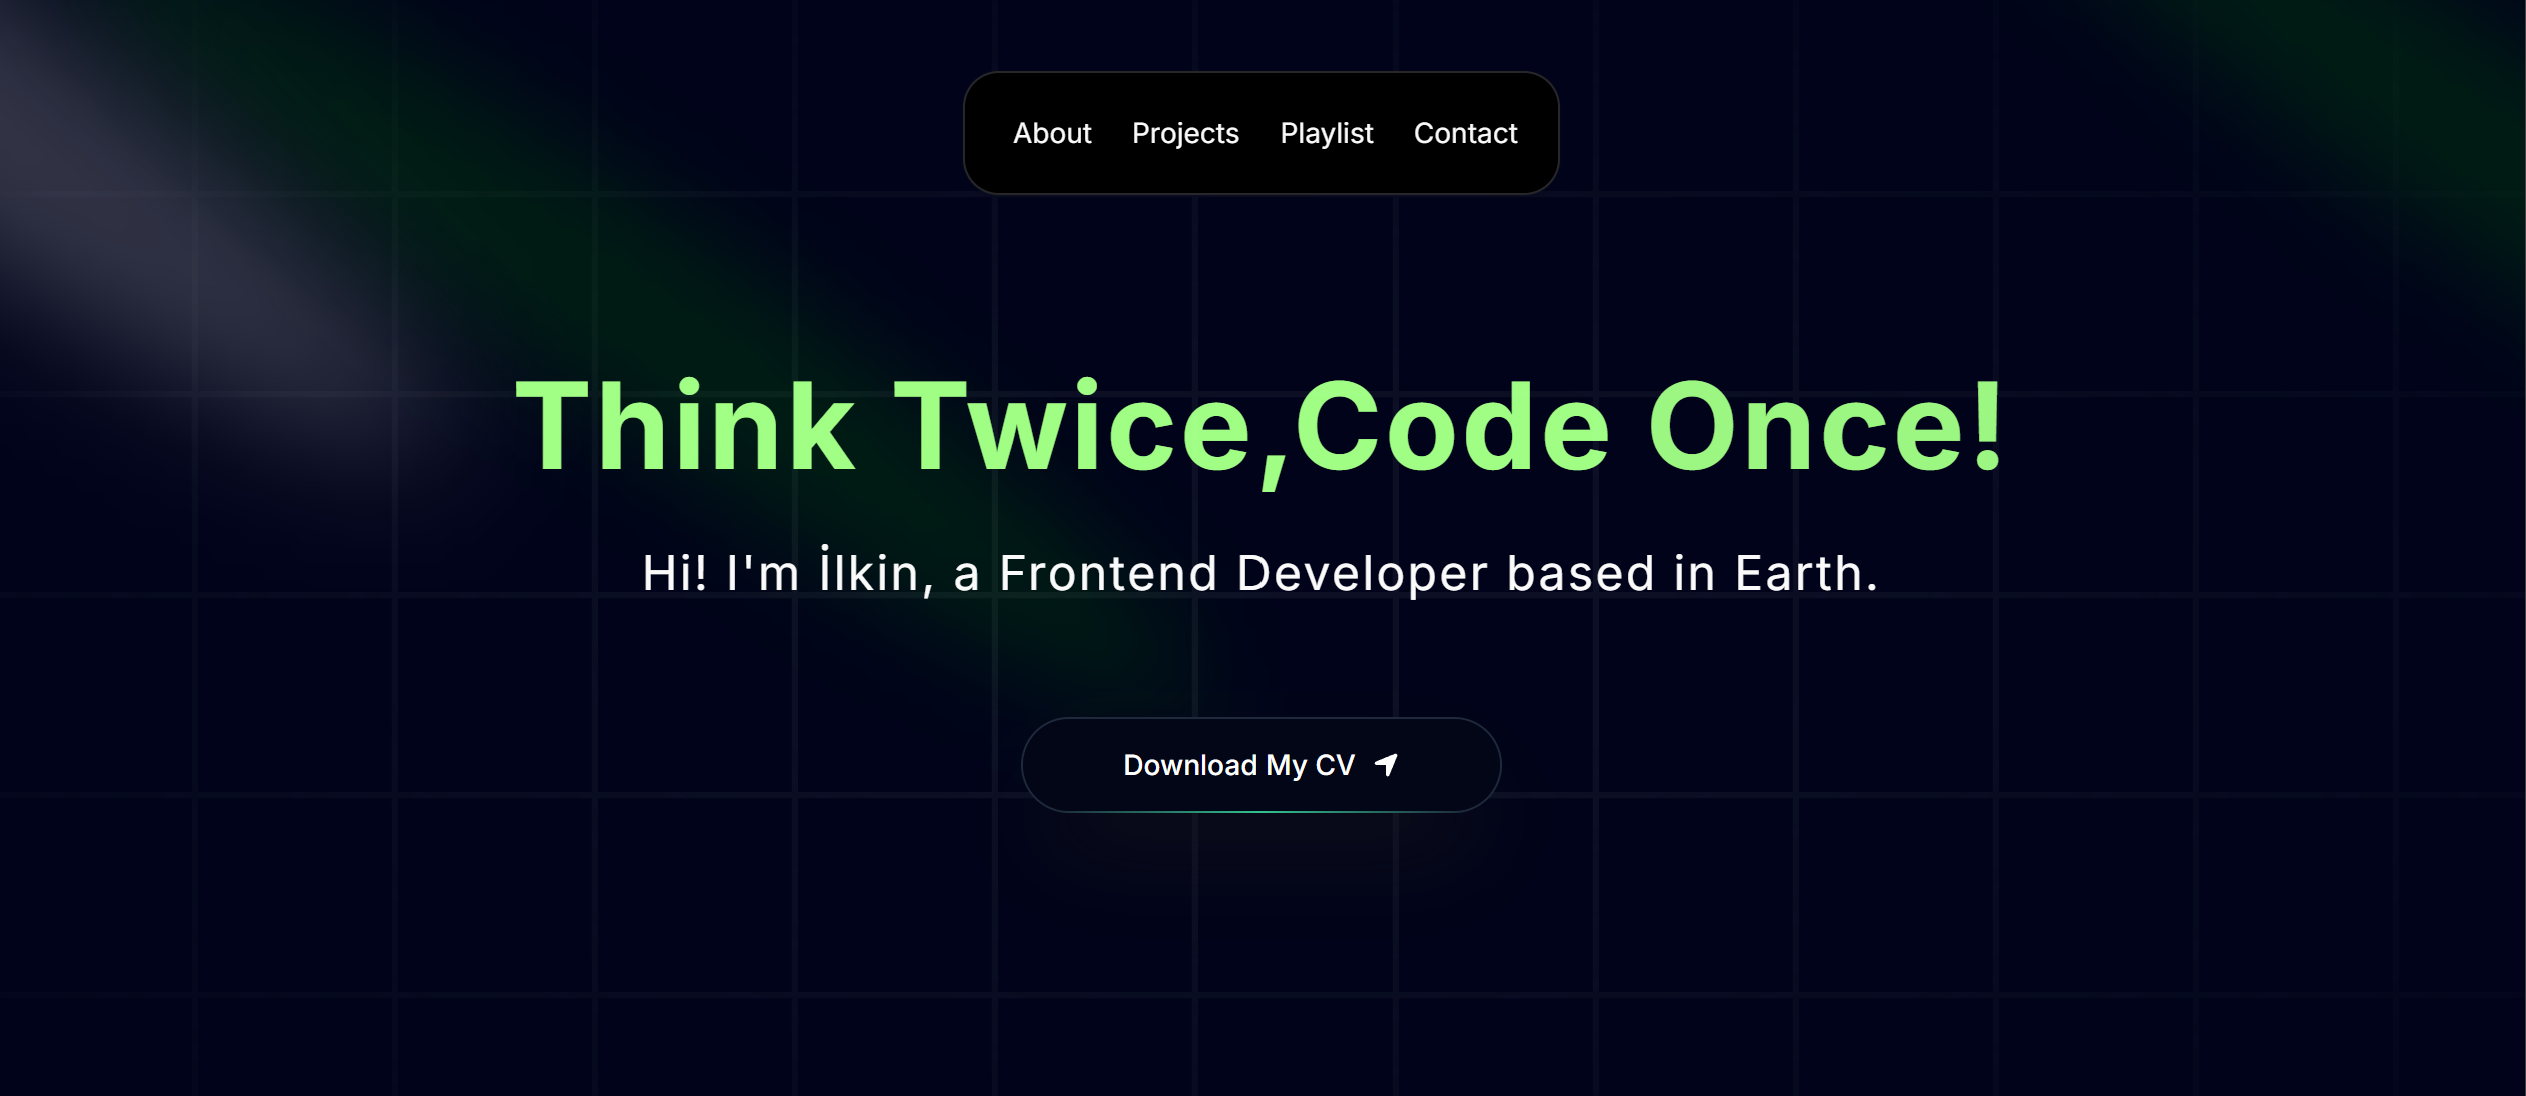 About Projects Playlist Contact
Think Twice,Code Once!
Hi! I'm İlkin, a Frontend Developer based in Earth.
Download My CV